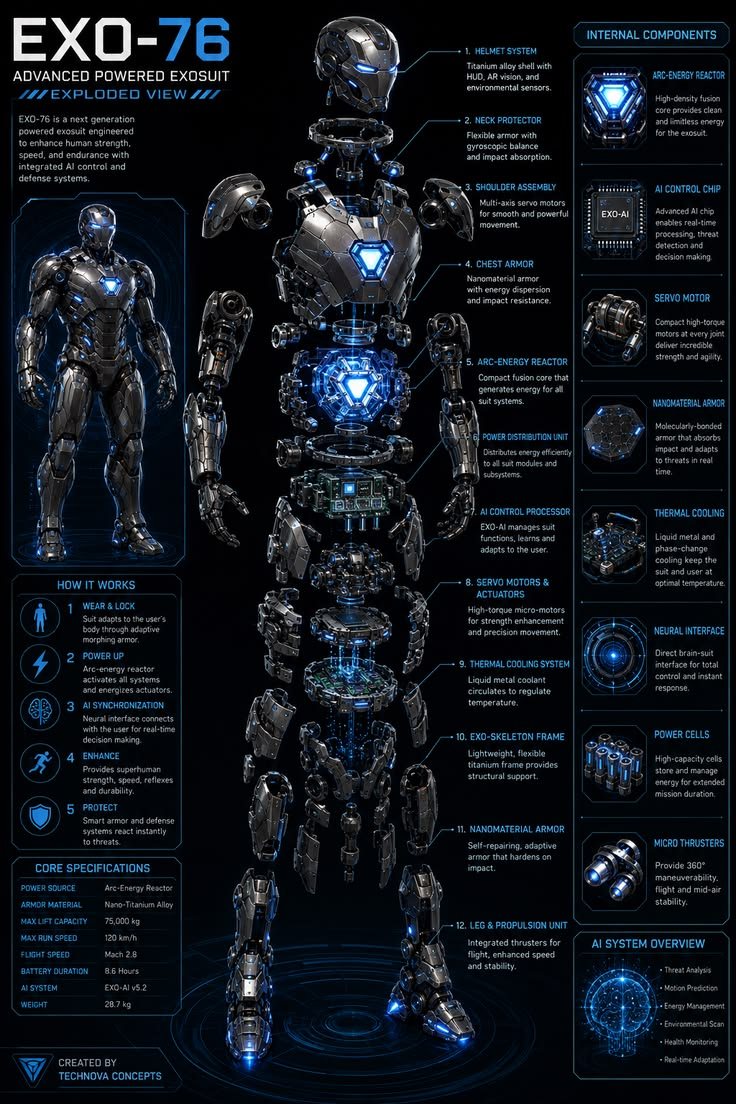 EXO-76
ADVANCED POWERED EXOSUIT
EXPLODED VIEW
EXO-76 is a next generation
powered exosuit engineered
to enhance human strength,
speed, and endurance with
integrated AI control and
defense systems.
HOW IT WORKS
1 WEAR & LOCK
Suit adapts to the user's
body through adaptive
morphing armor.
2 POWER UP
Arc-energy reactor
activates all systems
and energizes actuators.
3 AI SYNCHRONIZATION
Neural interface connects
with the user for real-time
decision making.
4 ENHANCE
Provides superhuman
strength, speed, reflexes
and durability.
5 PROTECT
Smart armor and defense
systems react instantly
to threats.
CORE SPECIFICATIONS
POWER SOURCE Arc-Energy Reactor
ARMOR MATERIAL Nano-Titanium Alloy
MAX LIFT CAPACITY 75,000 kg
MAX RUN SPEED 120 km/h
FLIGHT SPEED Mach 2.8
BATTERY DURATION 8.6 Hours
AI SYSTEM EXO-AI v5.2
WEIGHT 28.7 kg
CREATED BY
TECHNOVA CONCEPTS
1. HELMET SYSTEM
Titanium alloy shell with
HUD, AR vision, and
environmental sensors.
2. NECK PROTECTOR
Flexible armor with
gyroscopic balance
and impact absorption.
3. SHOULDER ASSEMBLY
Multi-axis servo motors
for smooth and powerful
movement.
4. CHEST ARMOR
Nanomaterial armor
with energy dispersion
and impact resistance.
5. ARC-ENERGY REACTOR
Compact fusion core that
generates energy for all
suit systems.
6. POWER DISTRIBUTION UNIT
Distributes energy efficiently
to all suit modules and
subsystems.
AI CONTROL PROCESSOR
EXO-AI manages suit
functions, learns and
adapts to the user.
8. SERVO MOTORS &
ACTUATORS
High-torque micro-motors
for strength enhancement
and precision movement.
9. THERMAL COOLING SYSTEM
Liquid metal coolant
circulates to regulate
temperature.
10. EXO-SKELETON FRAME
Lightweight, flexible
titanium frame provides
structural support.
11. NANOMATERIAL ARMOR
Self-repairing, adaptive
armor that hardens on
impact.
12. LEG & PROPULSION UNIT
Integrated thrusters for
flight, enhanced speed
and stability.
INTERNAL COMPONENTS
ARC-ENERGY REACTOR
High-density fusion
core provides clean
and limitless energy
for the exosuit.
EXO-AI
AI CONTROL CHIP
Advanced AI chip
enables real-time
processing, threat
detection and
decision making.
SERVO MOTOR
Compact high-torque
motors at every joint
deliver incredible
strength and agility.
NANOMATERIAL ARMOR
Molecularly-bonded
armor that absorbs
impact and adapts
to threats in real
time.
THERMAL COOLING
Liquid metal and
phase-change
cooling keep the
suit and user at
optimal temperature.
NEURAL INTERFACE
Direct brain-suit
interface for total
control and instant
response.
POWER CELLS
High-capacity cells
store and manage
energy for extended
mission duration.
MICRO THRUSTERS
Provide 360°
maneuverability,
flight and mid-air
stability.
AI SYSTEM OVERVIEW
• Threat Analysis
• Motion Prediction
• Energy Management
• Environmental Scan
• Health Monitoring
• Real-time Adaptation